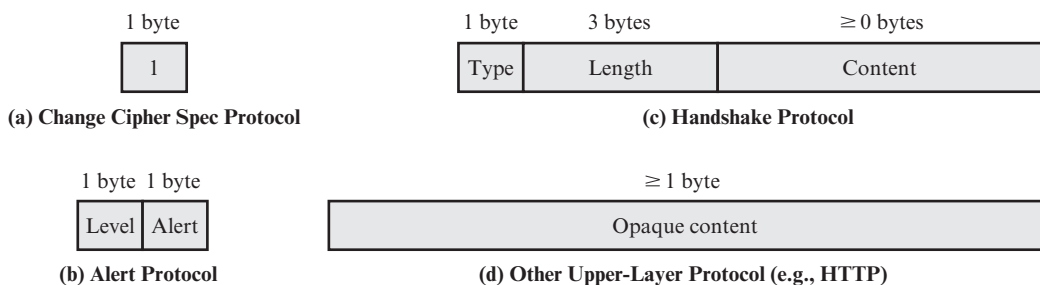 1 byte
1
(a) Change Cipher Spec Protocol
1 byte 3 bytes ≥0 bytes
Type Length Content
(c) Handshake Protocol
1 byte 1 byte
Level Alert
(b) Alert Protocol
≥1 byte
Opaque content
(d) Other Upper-Layer Protocol (e.g., HTTP)